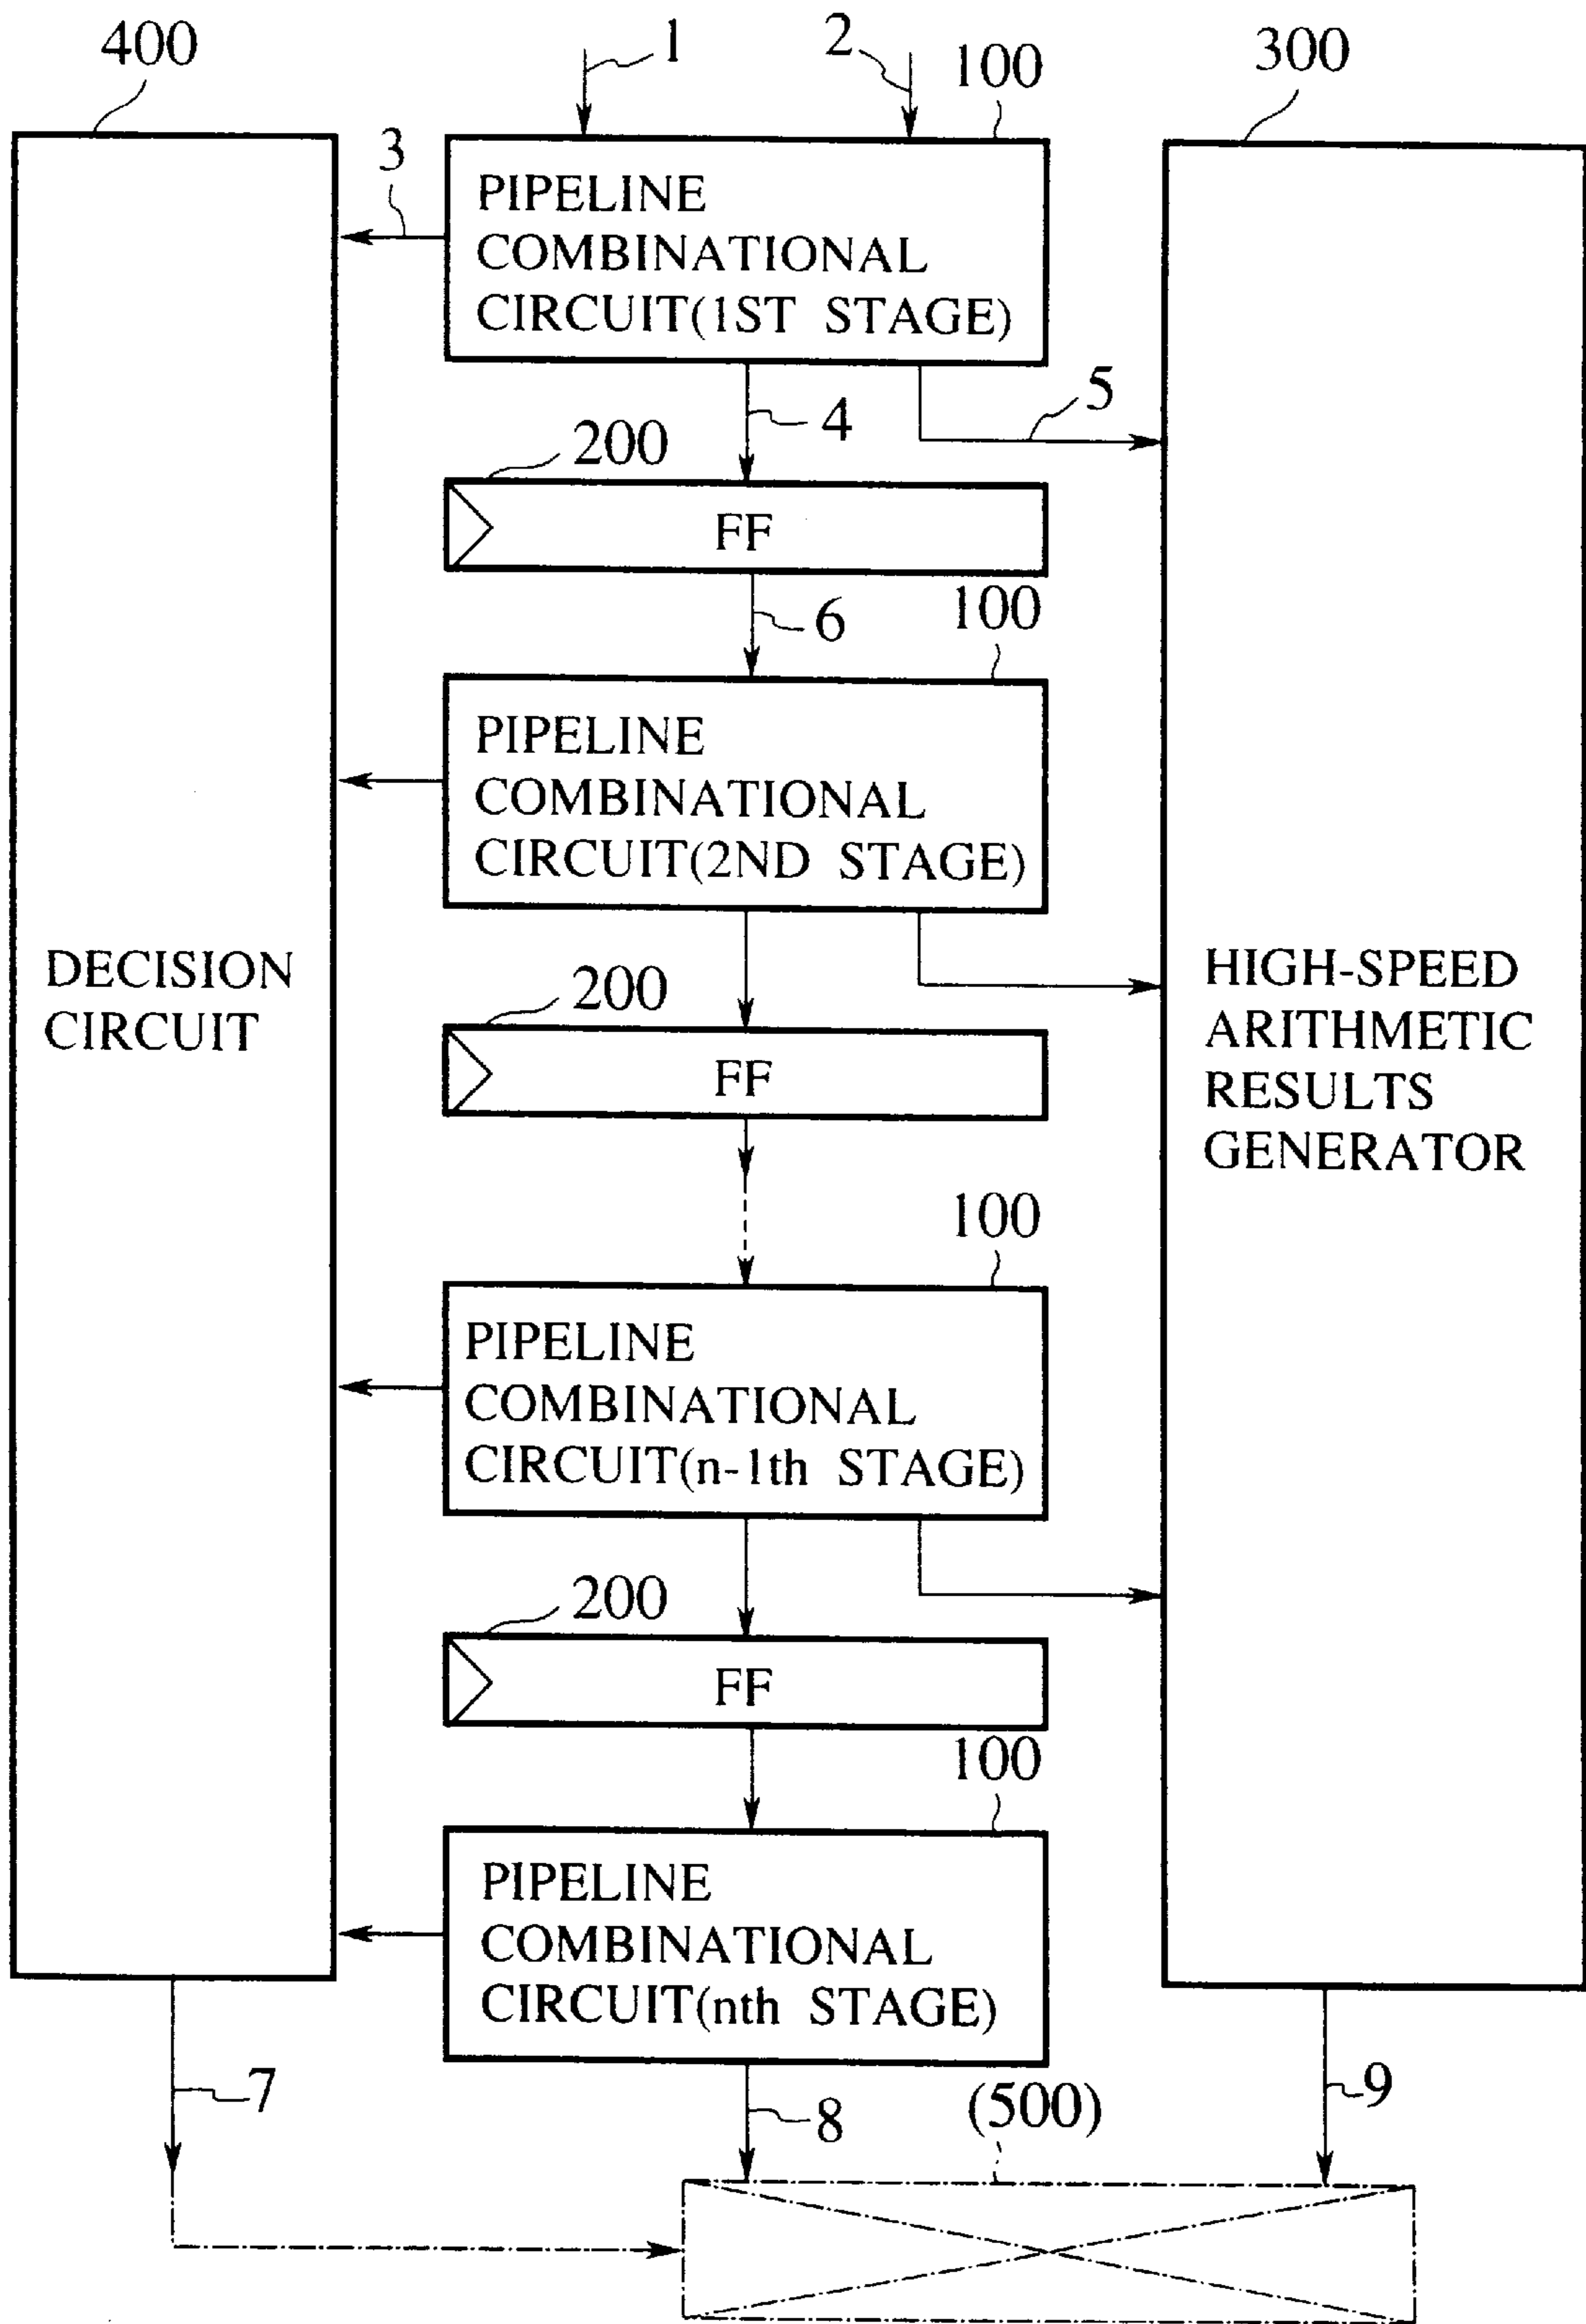 400
1
2
100
300
3
PIPELINE
COMBINATIONAL
CIRCUIT(1ST STAGE)
4
5
200
FF
6
100
PIPELINE
COMBINATIONAL
CIRCUIT(2ND STAGE)
DECISION
CIRCUIT
200
FF
HIGH-SPEED
ARITHMETIC
RESULTS
GENERATOR
100
PIPELINE
COMBINATIONAL
CIRCUIT(n-1th STAGE)
200
FF
100
PIPELINE
COMBINATIONAL
CIRCUIT(nth STAGE)
7
8
(500)
9